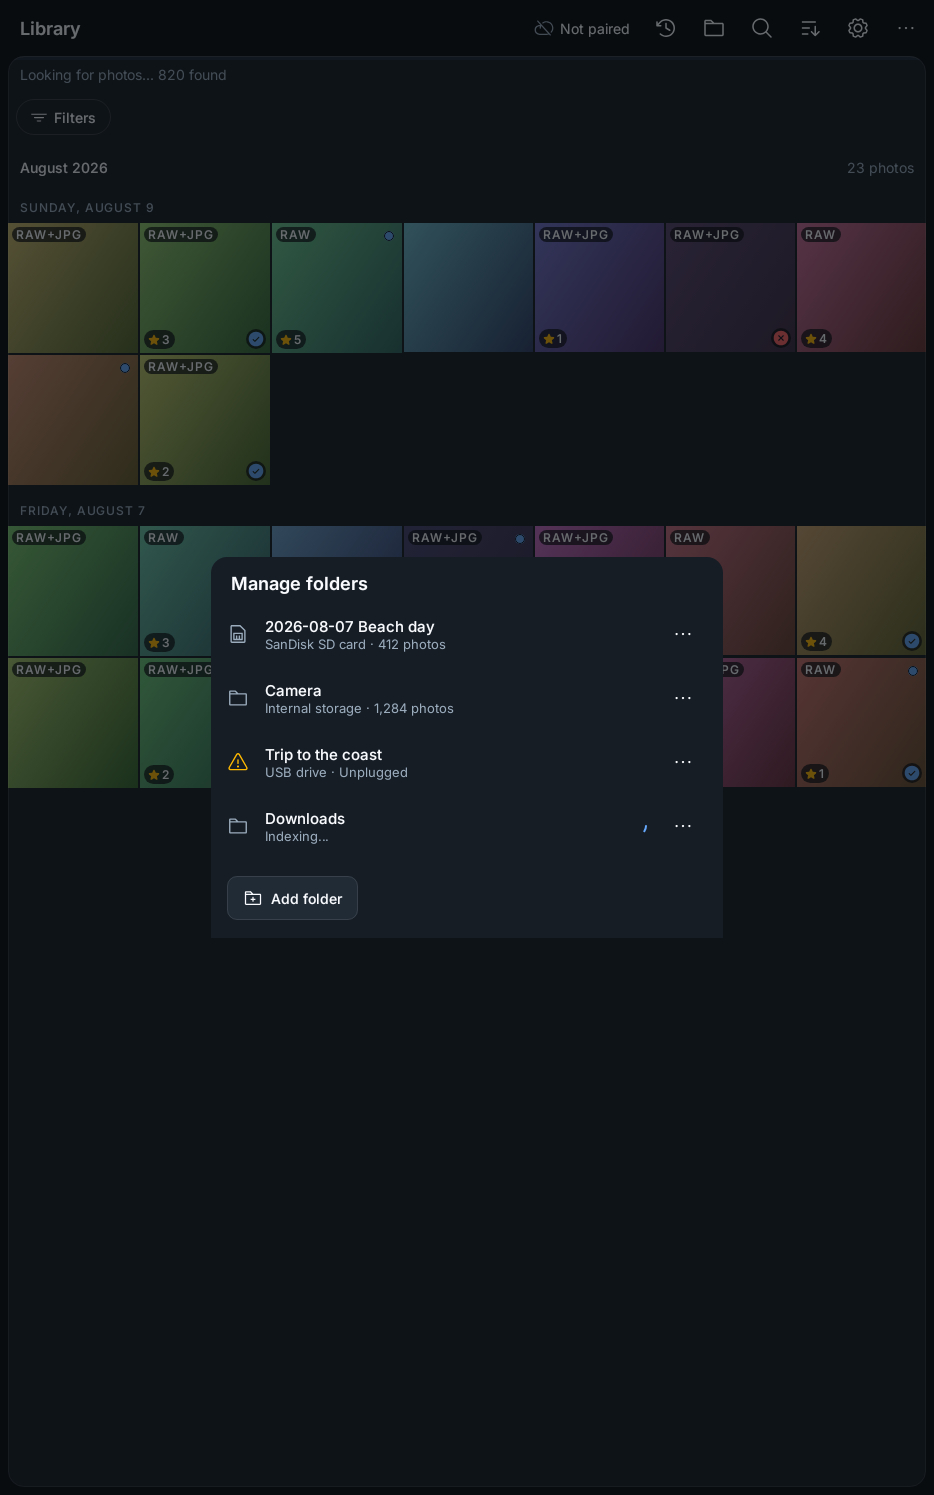 Library
Not paired
Looking for photos... 820 found
Filters
August 2026
23 photos
SUNDAY, AUGUST 9
RAW+JPG
RAW+JPG
RAW
RAW+JPG
RAW+JPG
RAW
3
5
1
4
RAW+JPG
2
FRIDAY, AUGUST 7
RAW+JPG
RAW
RAW+JPG
RAW+JPG
RAW
3
4
RAW+JPG
RAW+JPG
PG
RAW
2
1
Manage folders
2026-08-07 Beach day
SanDisk SD card · 412 photos
Camera
Internal storage · 1,284 photos
Trip to the coast
USB drive · Unplugged
Downloads
Indexing...
Add folder